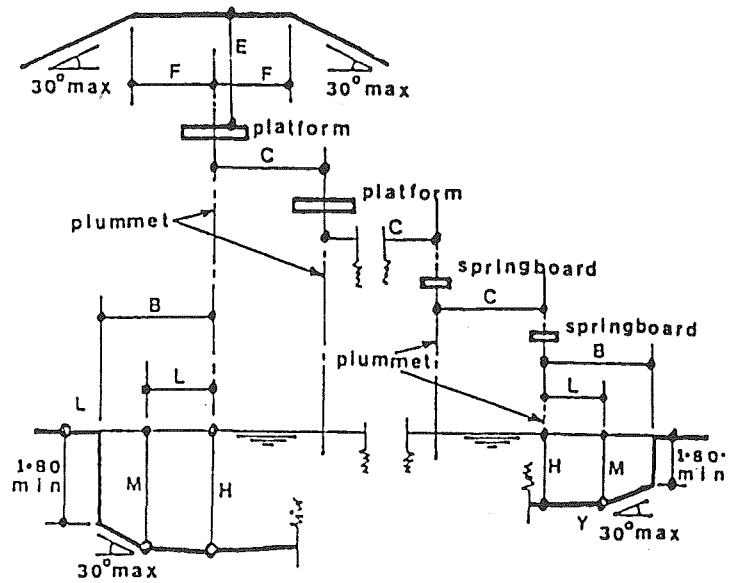 E
F F
30° max 30° max
platform
C
platform
plummet
C
springboard
C
B
springboard
plummet
B
L
L
L
1·80 min
M
H
H
M
1·80. min
Y
30° max
30° max